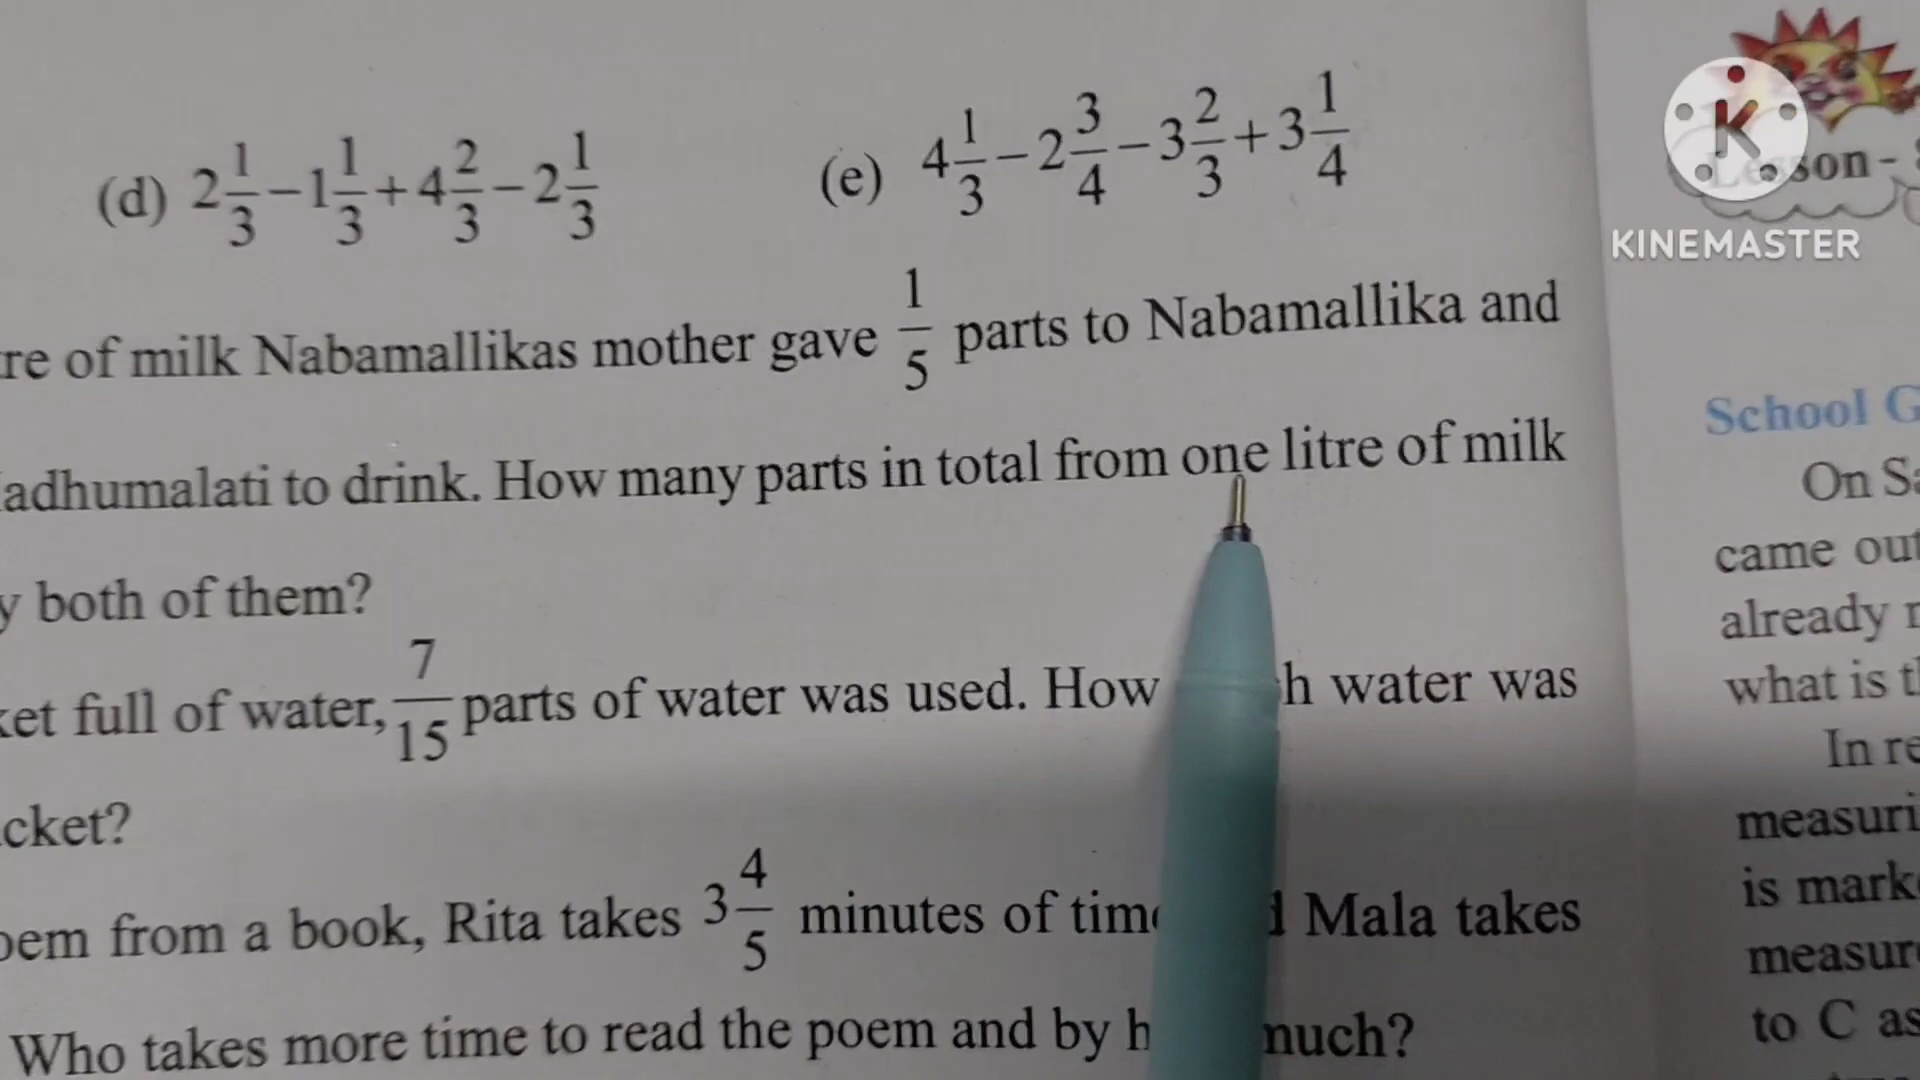 (d) 2 1/3 − 1 1/3 + 4 2/3 − 2 1/3
(e) 4 1/3 − 2 3/4 − 3 2/3 + 3 1/4
re of milk Nabamallikas mother gave 1/5 parts to Nabamallika and
adhumalati to drink. How many parts in total from one litre of milk
y both of them?
ket full of water, 7/15 parts of water was used. How h water was
cket?
oem from a book, Rita takes 3 4/5 minutes of tim Mala takes
Who takes more time to read the poem and by h much?
Lesson -
KINEMASTER
School G
On Sa
came out
already
what is t
In re
measuri
is mark
measur
to C as